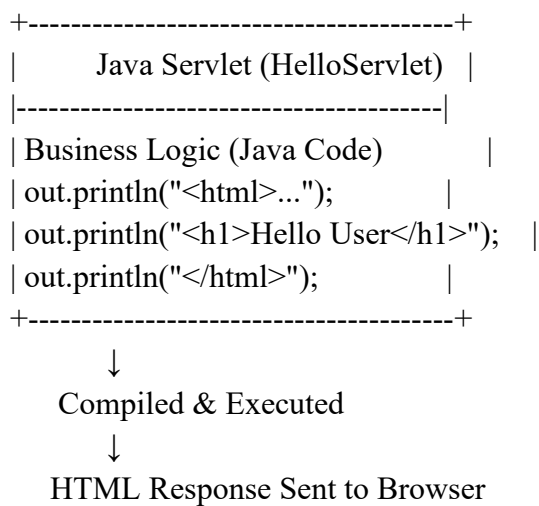 +----------------------------------------+
|          Java Servlet (HelloServlet)   |
|----------------------------------------|
| Business Logic (Java Code)             |
| out.println("<html>...");              |
| out.println("<h1>Hello User</h1>");    |
| out.println("</html>");                |
+----------------------------------------+
↓
Compiled & Executed
↓
HTML Response Sent to Browser